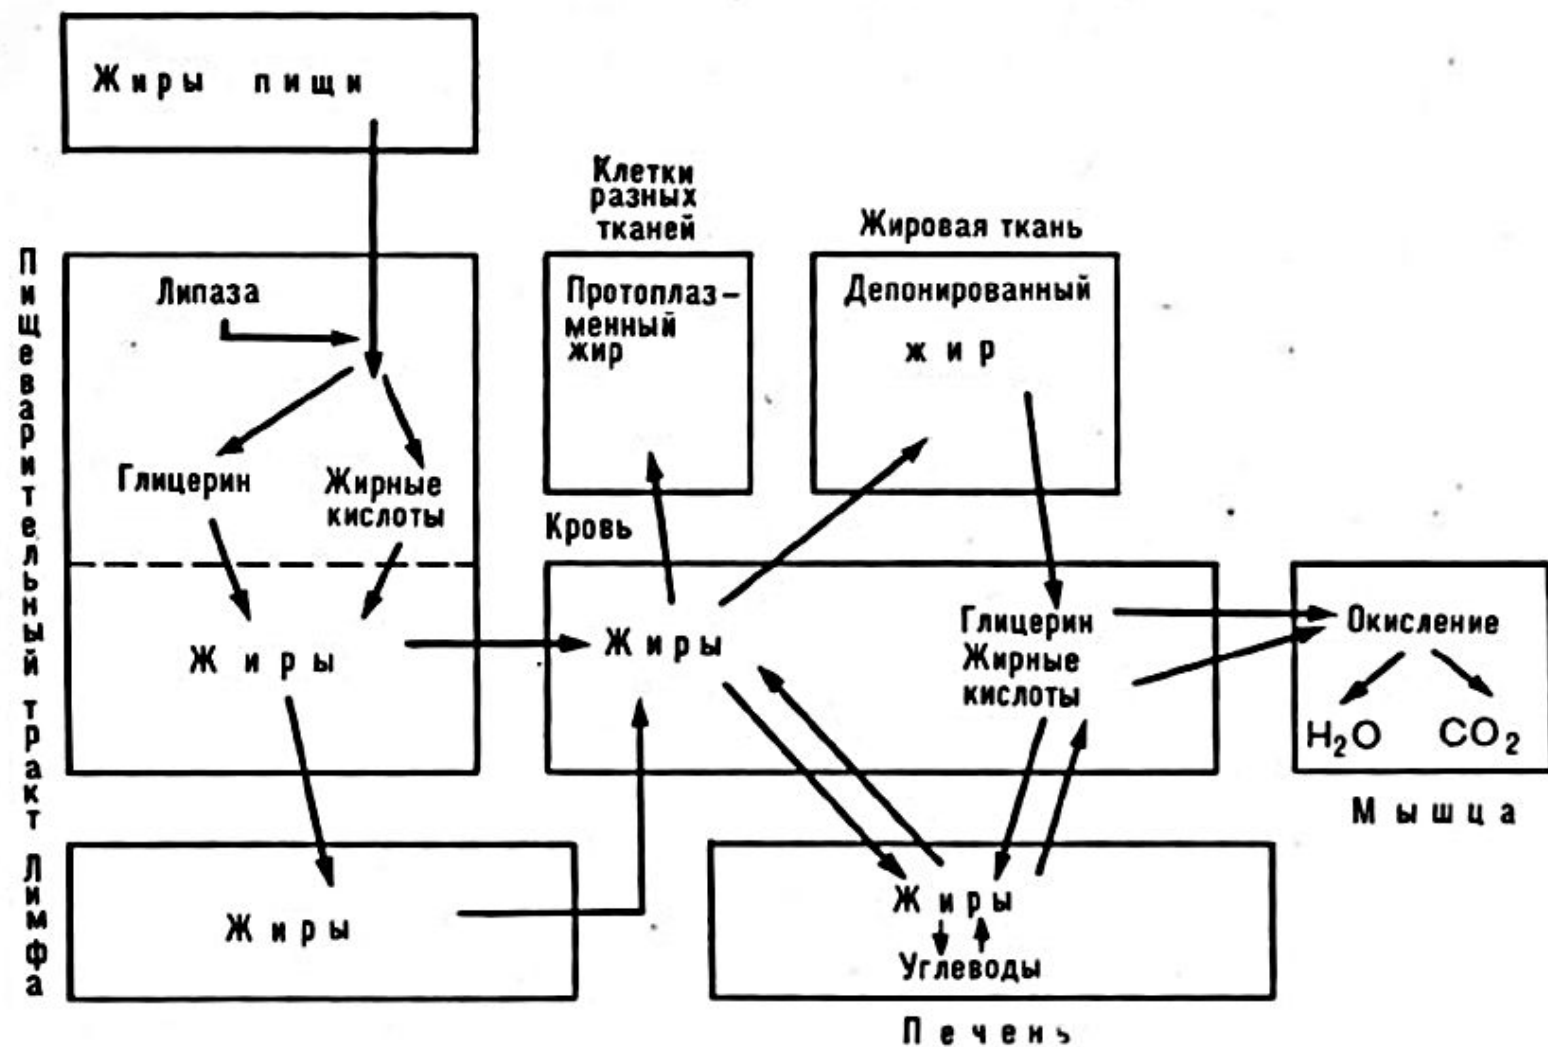 Жиры пищи
Клетки
разных
тканей
Жировая ткань
Пищеварительный тракт
Липаза
Протоплаз-
менный
жир
Депонированный
жир
Глицерин
Жирные
кислоты
Кровь
Жиры
Жиры
Глицерин
Жирные
кислоты
Окисление
H₂O
CO₂
Мышца
Лимфа
Жиры
Жиры
Углеводы
Печень